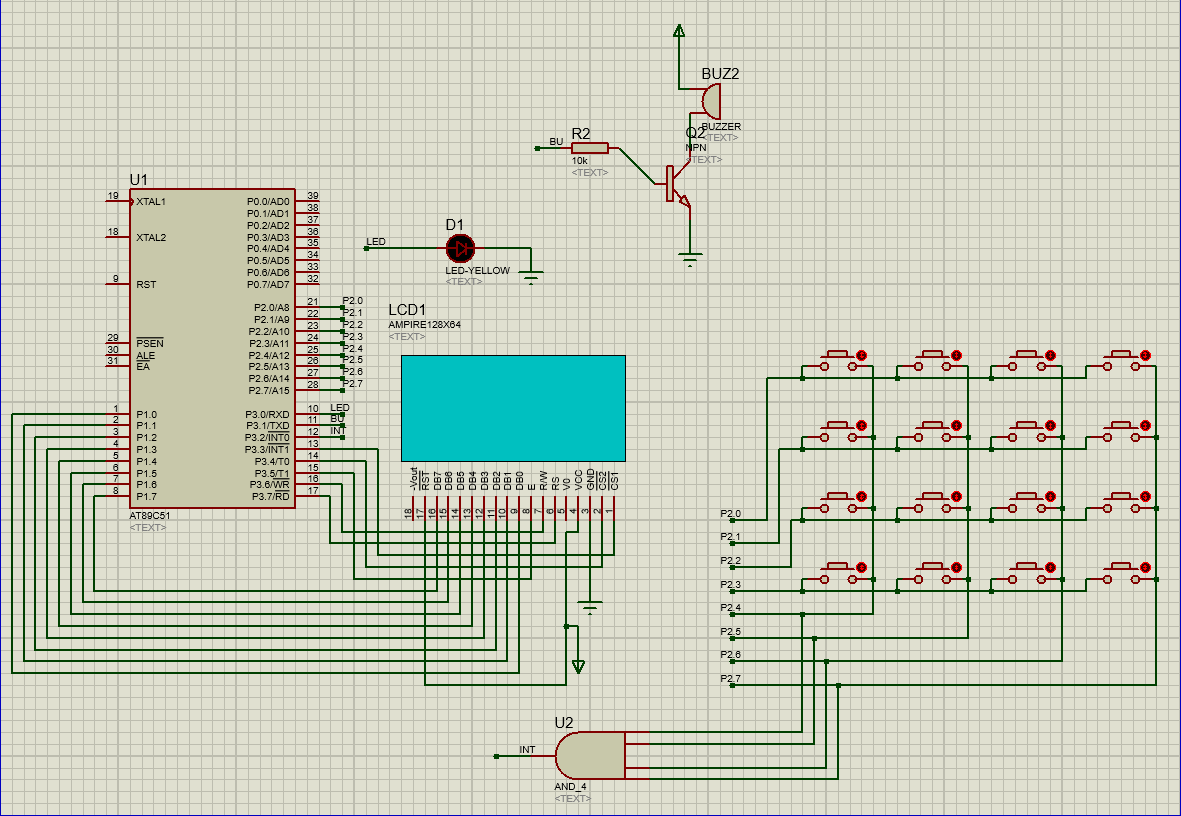 BUZ2
BUZZER
<TEXT>
Q2
NPN
<TEXT>
BU
R2
10k
<TEXT>
U1
19 XTAL1
18 XTAL2
9 RST
29 PSEN
30 ALE
31 EA
1 P1.0
2 P1.1
3 P1.2
4 P1.3
5 P1.4
6 P1.5
7 P1.6
8 P1.7
P0.0/AD0 39
P0.1/AD1 38
P0.2/AD2 37
P0.3/AD3 36
P0.4/AD4 35
P0.5/AD5 34
P0.6/AD6 33
P0.7/AD7 32
P2.0/A8 21 P2.0
P2.1/A9 22 P2.1
P2.2/A10 23 P2.2
P2.3/A11 24 P2.3
P2.4/A12 25 P2.4
P2.5/A13 26 P2.5
P2.6/A14 27 P2.6
P2.7/A15 28 P2.7
P3.0/RXD 10 LED
P3.1/TXD 11 BU
P3.2/INT0 12 INT
P3.3/INT1 13
P3.4/T0 14
P3.5/T1 15
P3.6/WR 16
P3.7/RD 17
AT89C51
<TEXT>
LED
D1
LED-YELLOW
<TEXT>
LCD1
AMPIRE128X64
<TEXT>
-Vout RST DB7 DB6 DB5 DB4 DB3 DB2 DB1 DB0 E R/W RS V0 VCC GND CS2 CS1
18 17 16 15 14 13 12 11 10 9 8 7 6 5 4 3 2 1
P2.0
P2.1
P2.2
P2.3
P2.4
P2.5
P2.6
P2.7
U2
INT
AND_4
<TEXT>